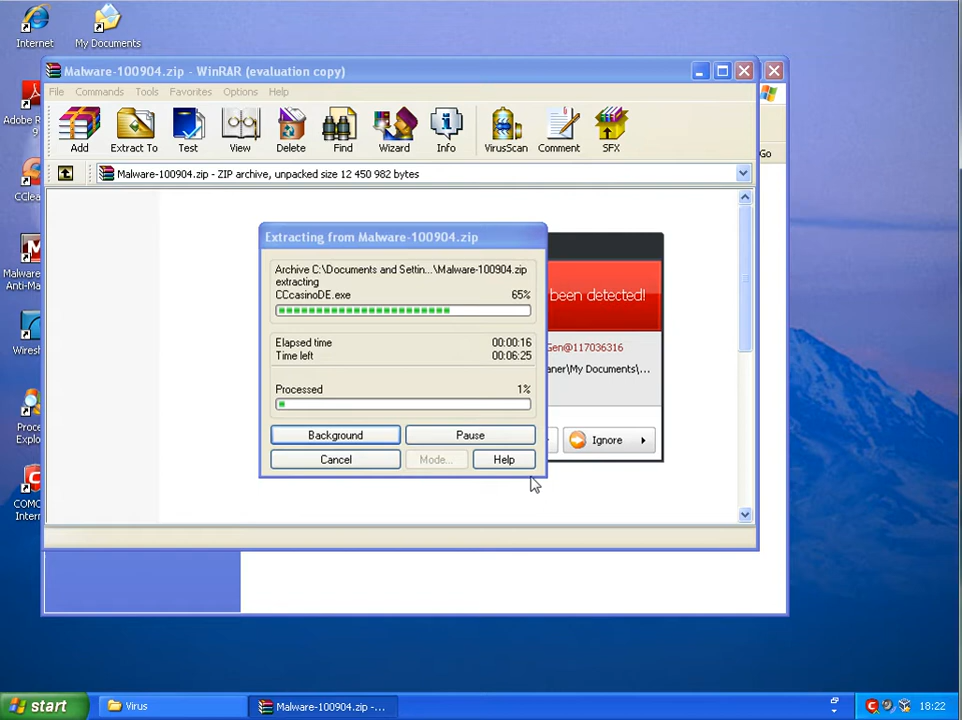 Internet
My Documents
Malware-100904.zip - WinRAR (evaluation copy)
File Commands Tools Favorites Options Help
Add Extract To Test View Delete Find Wizard Info VirusScan Comment SFX
Go
Malware-100904.zip - ZIP archive, unpacked size 12 450 982 bytes
Adobe R
9
CClea
Malware
Anti-Ma
Wiresh
Proce
Explo
COMO
Intern
Extracting from Malware-100904.zip
Archive C:\Documents and Settin...\Malware-100904.zip
extracting
CCcasinoDE.exe 65%
Elapsed time 00:00:16
Time left 00:06:25
Processed 1%
Background Pause
Cancel Mode... Help
been detected!
Gen@117036316
aner\My Documents\...
Ignore
start
Virus
Malware-100904.zip -...
18:22